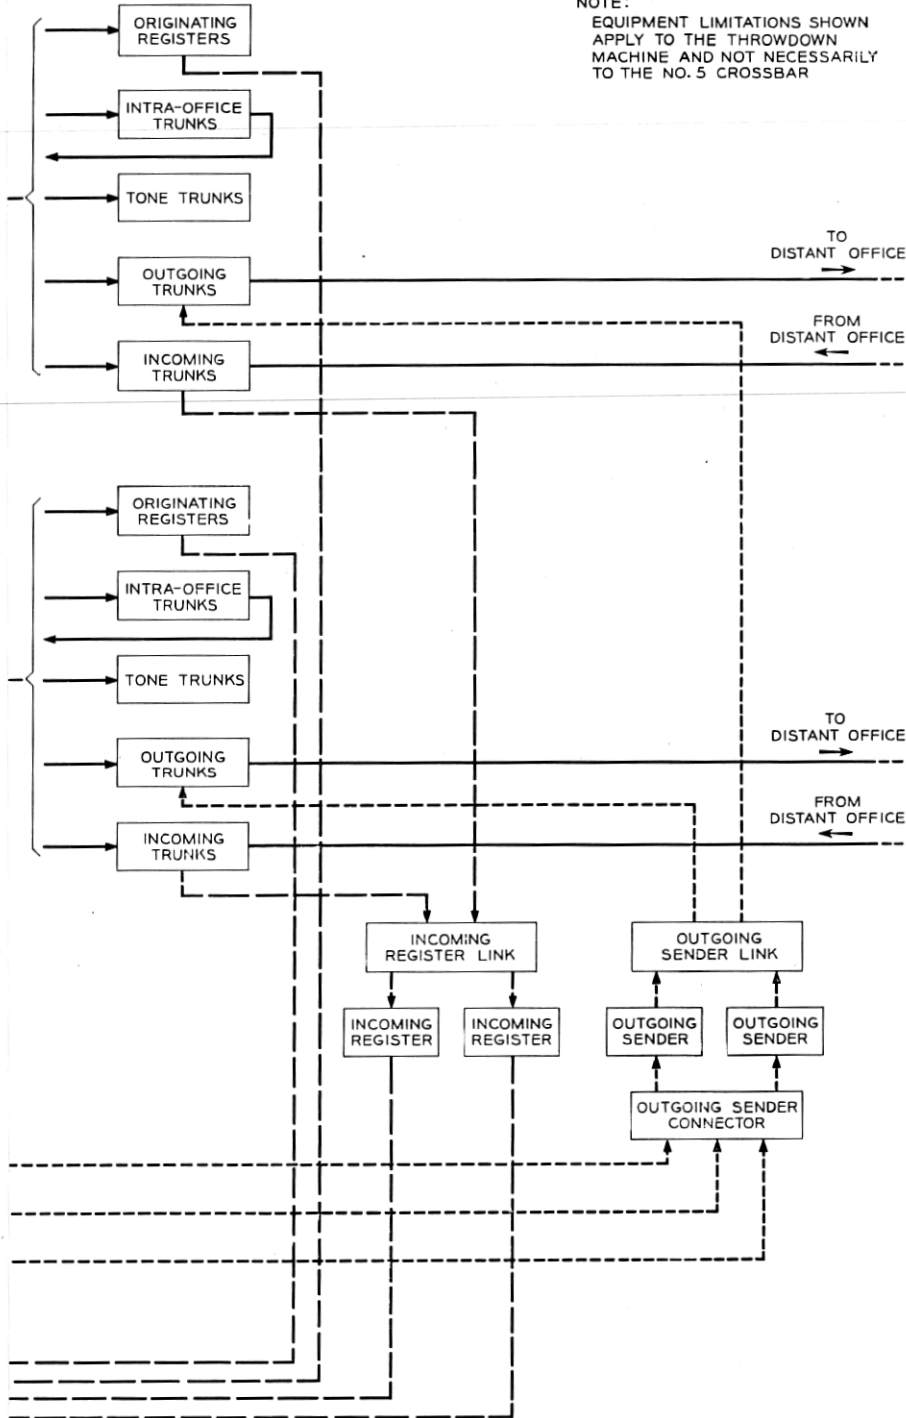 NOTE:
EQUIPMENT LIMITATIONS SHOWN
APPLY TO THE THROWDOWN
MACHINE AND NOT NECESSARILY
TO THE NO. 5 CROSSBAR
ORIGINATING
REGISTERS
INTRA-OFFICE
TRUNKS
TONE TRUNKS
OUTGOING
TRUNKS
TO
DISTANT OFFICE
INCOMING
TRUNKS
FROM
DISTANT OFFICE
ORIGINATING
REGISTERS
INTRA-OFFICE
TRUNKS
TONE TRUNKS
OUTGOING
TRUNKS
TO
DISTANT OFFICE
INCOMING
TRUNKS
FROM
DISTANT OFFICE
INCOMING
REGISTER LINK
OUTGOING
SENDER LINK
INCOMING
REGISTER
INCOMING
REGISTER
OUTGOING
SENDER
OUTGOING
SENDER
OUTGOING SENDER
CONNECTOR